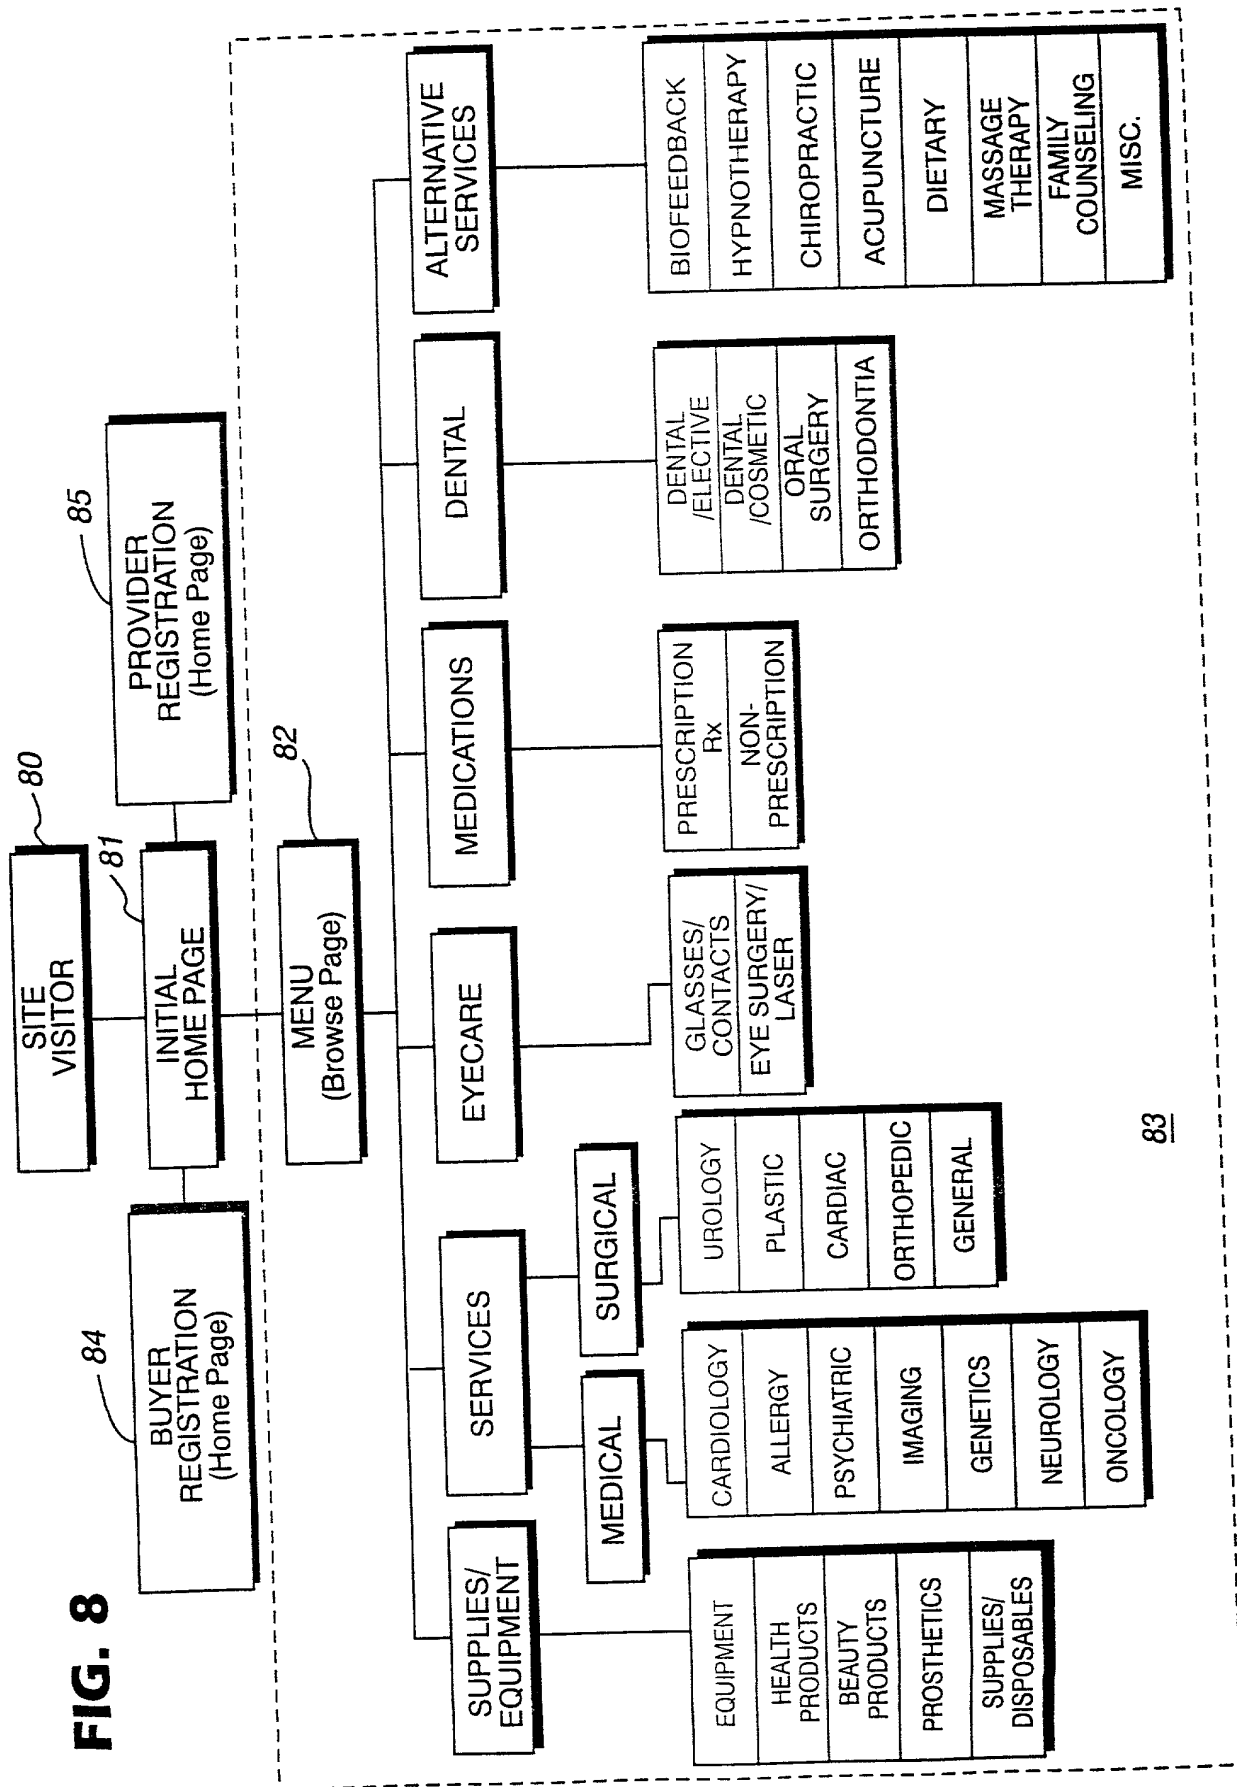 FIG. 8
SITE
VISITOR
80
INITIAL
HOME PAGE
81
BUYER
REGISTRATION
(Home Page)
84
PROVIDER
REGISTRATION
(Home Page)
85
MENU
(Browse Page)
82
SUPPLIES/
EQUIPMENT
SERVICES
EYECARE
MEDICATIONS
DENTAL
ALTERNATIVE
SERVICES
MEDICAL
SURGICAL
EQUIPMENT
HEALTH
PRODUCTS
BEAUTY
PRODUCTS
PROSTHETICS
SUPPLIES/
DISPOSABLES
CARDIOLOGY
ALLERGY
PSYCHIATRIC
IMAGING
GENETICS
NEUROLOGY
ONCOLOGY
UROLOGY
PLASTIC
CARDIAC
ORTHOPEDIC
GENERAL
GLASSES/
CONTACTS
EYE SURGERY/
LASER
PRESCRIPTION
Rx
NON-
PRESCRIPTION
DENTAL
/ELECTIVE
DENTAL
/COSMETIC
ORAL
SURGERY
ORTHODONTIA
BIOFEEDBACK
HYPNOTHERAPY
CHIROPRACTIC
ACUPUNCTURE
DIETARY
MASSAGE
THERAPY
FAMILY
COUNSELING
MISC.
83